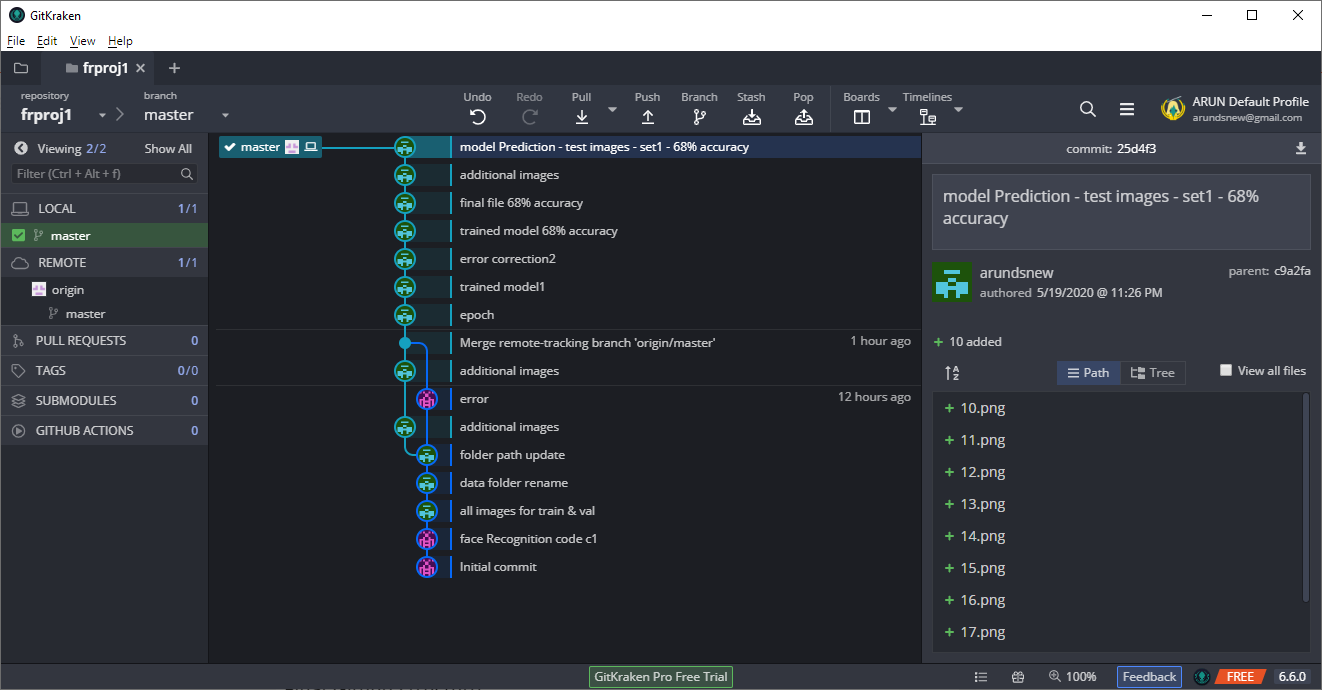 GitKraken
File Edit View Help
frproj1
repository
frproj1
branch
master
Undo Redo Pull Push Branch Stash Pop Boards Timelines
ARUN Default Profile
arundsnew@gmail.com
Viewing 2/2 Show All
Filter (Ctrl + Alt + f)
LOCAL 1/1
master
REMOTE 1/1
origin
master
PULL REQUESTS 0
TAGS 0/0
SUBMODULES 0
GITHUB ACTIONS 0
master model Prediction - test images - set1 - 68% accuracy
additional images
final file 68% accuracy
trained model 68% accuracy
error correction2
trained model1
epoch
Merge remote-tracking branch 'origin/master' 1 hour ago
additional images
error 12 hours ago
additional images
folder path update
data folder rename
all images for train & val
face Recognition code c1
Initial commit
commit: 25d4f3
model Prediction - test images - set1 - 68%
accuracy
arundsnew
authored 5/19/2020 @ 11:26 PM
parent: c9a2fa
10 added
Path Tree View all files
10.png
11.png
12.png
13.png
14.png
15.png
16.png
17.png
GitKraken Pro Free Trial
100% Feedback FREE 6.6.0